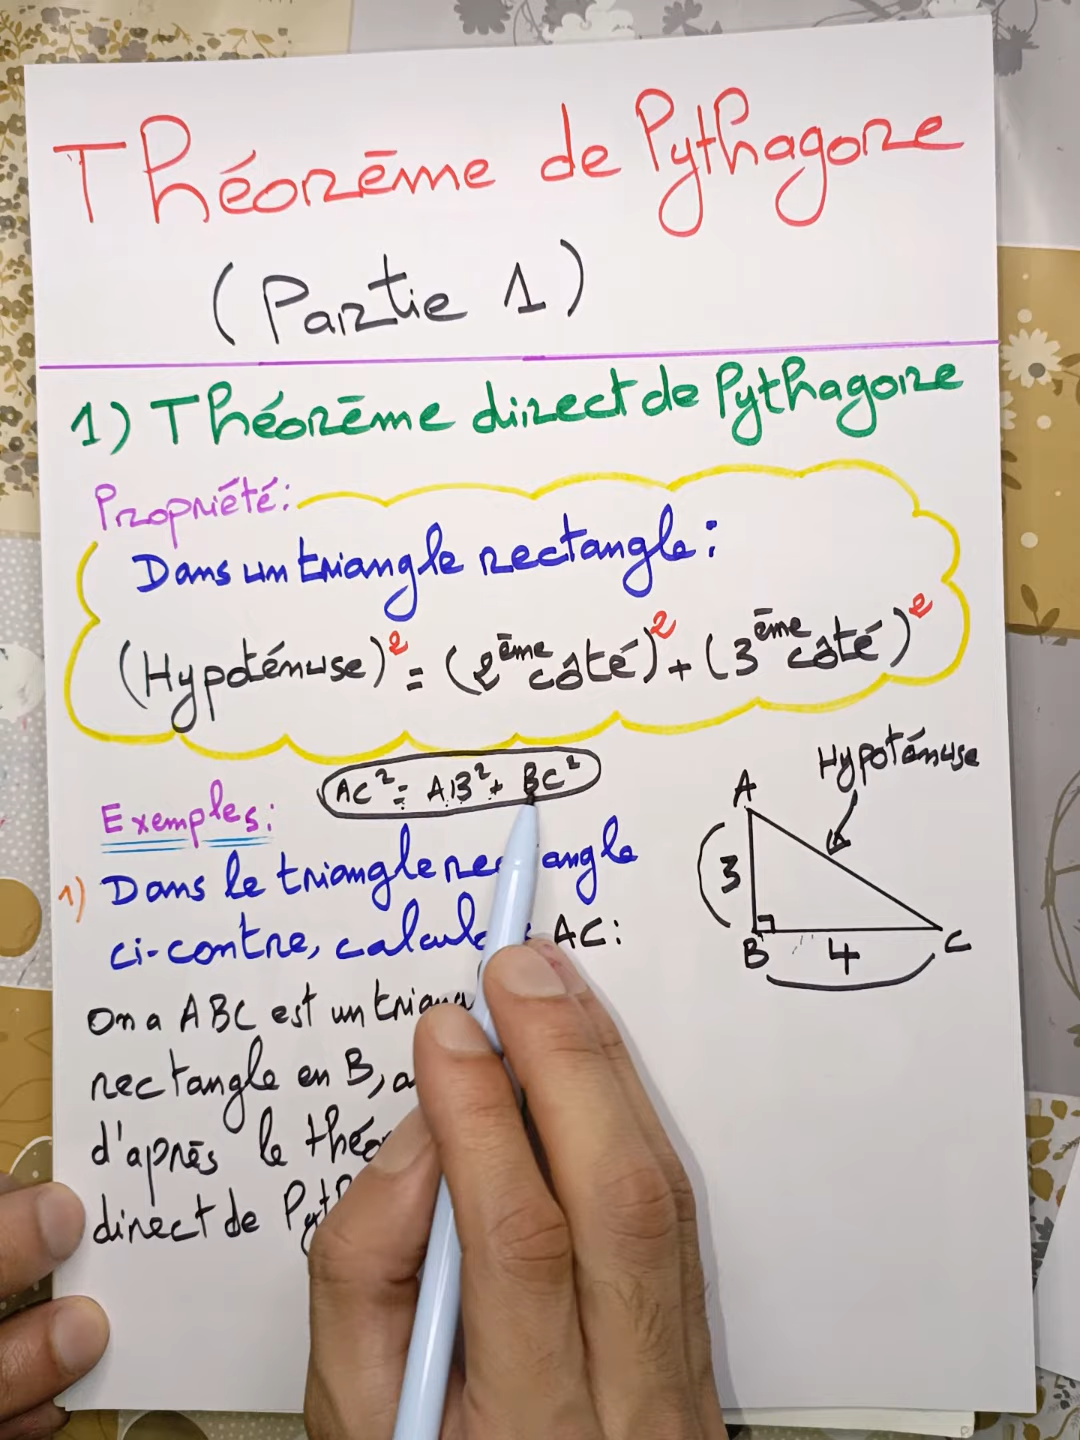 Théorème de Pythagore
(Partie 1)
1) Théorème direct de Pythagore
Propriété:
Dans un triangle rectangle:
(Hypoténuse)² = (2ème côté)² + (3ème côté)²
AC² = AB² + BC²
Exemples:
1) Dans le triangle rectangle
ci-contre, AC:
On a ABC est un
rectangle en B,
d'après le
direct de
Hypoténuse
A
3
B
4
C